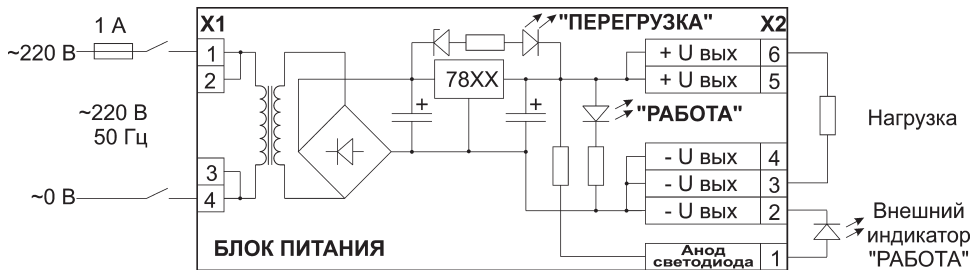 1 А
X1
"ПЕРЕГРУЗКА"
X2
~220 В
1
2
78XX
+ U вых
6
+ U вых
5
+
+
"РАБОТА"
~220 В
50 Гц
Нагрузка
3
4
~0 В
- U вых
4
- U вых
3
- U вых
2
Внешний
индикатор
"РАБОТА"
БЛОК ПИТАНИЯ
Анод
светодиода
1